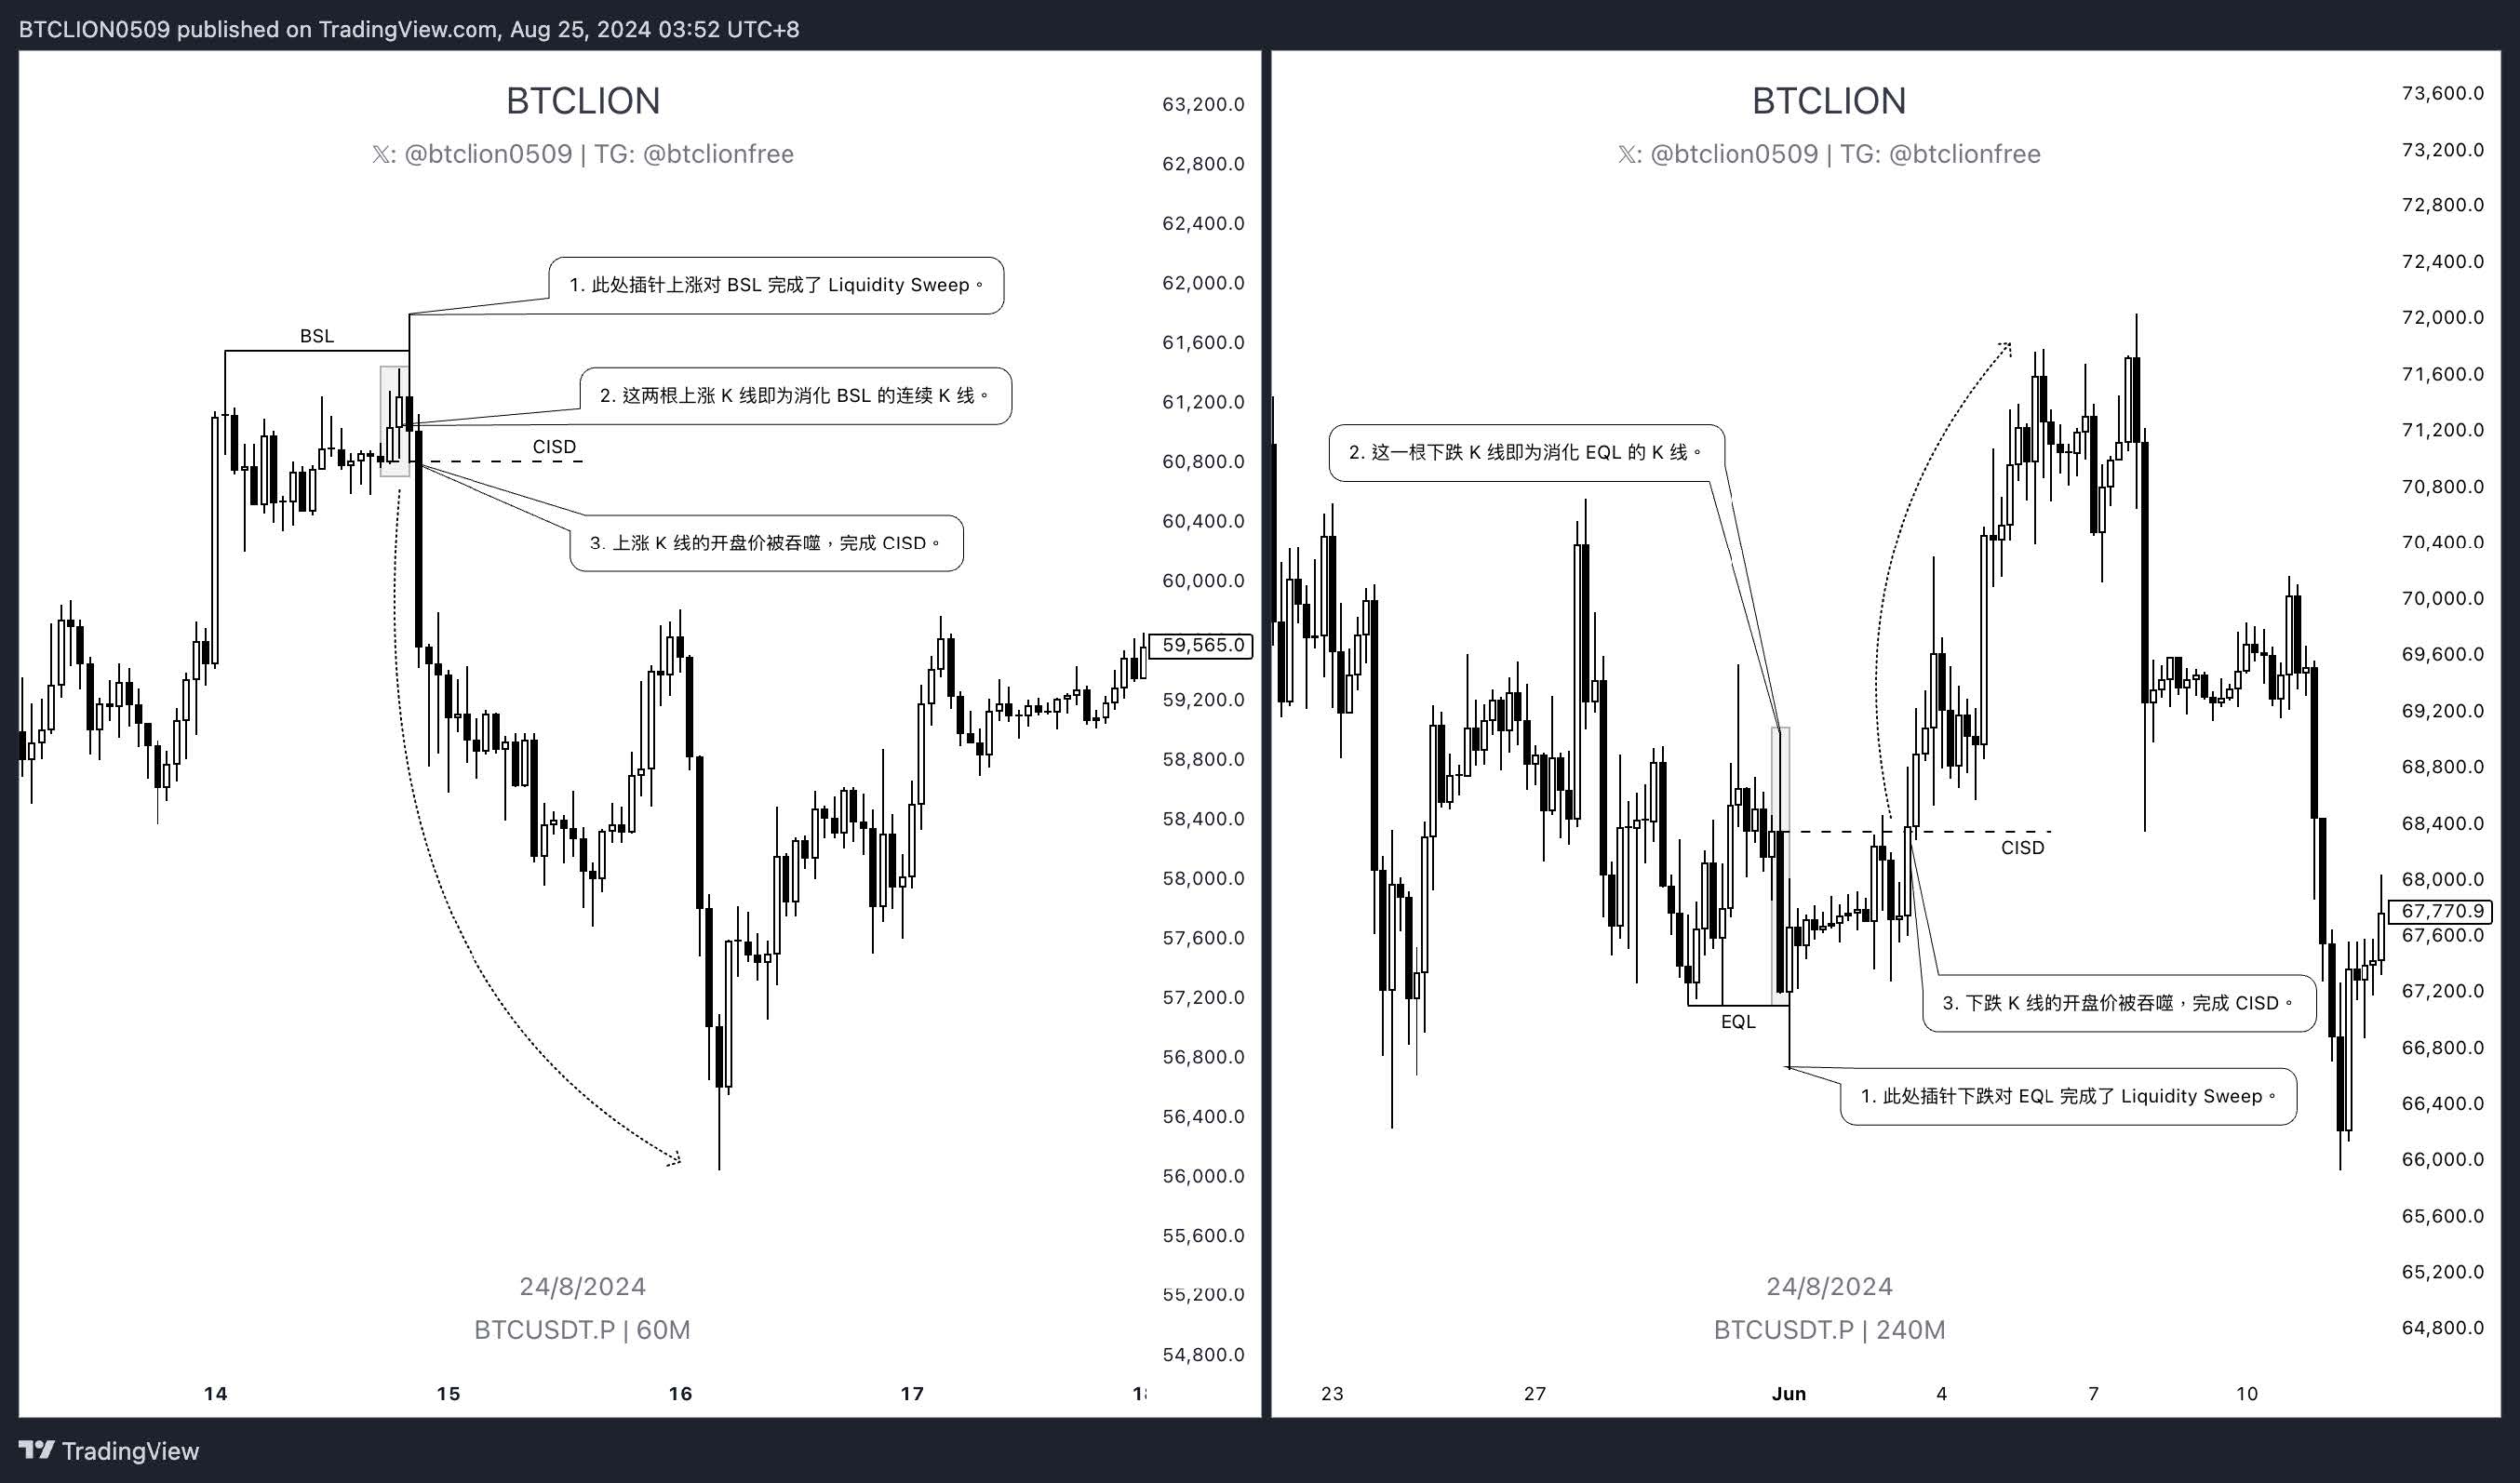 BTCLION0509 published on TradingView.com, Aug 25, 2024 03:52 UTC+8
BTCLION
𝕏: @btclion0509 | TG: @btclionfree
1. 此处插针上涨对 BSL 完成了 Liquidity Sweep。
BSL
2. 这两根上涨 K 线即为消化 BSL 的连续 K 线。
CISD
3. 上涨 K 线的开盘价被吞噬，完成 CISD。
63,200.0
62,800.0
62,400.0
62,000.0
61,600.0
61,200.0
60,800.0
60,400.0
60,000.0
59,565.0
59,200.0
58,800.0
58,400.0
58,000.0
57,600.0
57,200.0
56,800.0
56,400.0
56,000.0
55,600.0
55,200.0
54,800.0
24/8/2024
BTCUSDT.P | 60M
14 15 16 17
BTCLION
𝕏: @btclion0509 | TG: @btclionfree
2. 这一根下跌 K 线即为消化 EQL 的 K 线。
CISD
3. 下跌 K 线的开盘价被吞噬，完成 CISD。
EQL
1. 此处插针下跌对 EQL 完成了 Liquidity Sweep。
73,600.0
73,200.0
72,800.0
72,400.0
72,000.0
71,600.0
71,200.0
70,800.0
70,400.0
70,000.0
69,600.0
69,200.0
68,800.0
68,400.0
68,000.0
67,770.9
67,600.0
67,200.0
66,800.0
66,400.0
66,000.0
65,600.0
65,200.0
64,800.0
24/8/2024
BTCUSDT.P | 240M
23 27 Jun 4 7 10
TradingView